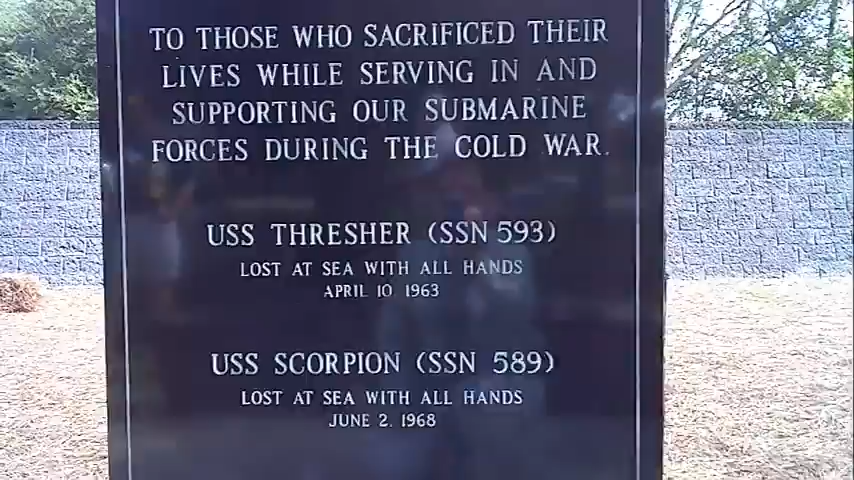 TO THOSE WHO SACRIFICED THEIR
LIVES WHILE SERVING IN AND
SUPPORTING OUR SUBMARINE
FORCES DURING THE COLD WAR.
USS THRESHER (SSN 593)
LOST AT SEA WITH ALL HANDS
APRIL 10, 1963
USS SCORPION (SSN 589)
LOST AT SEA WITH ALL HANDS
JUNE 2, 1968